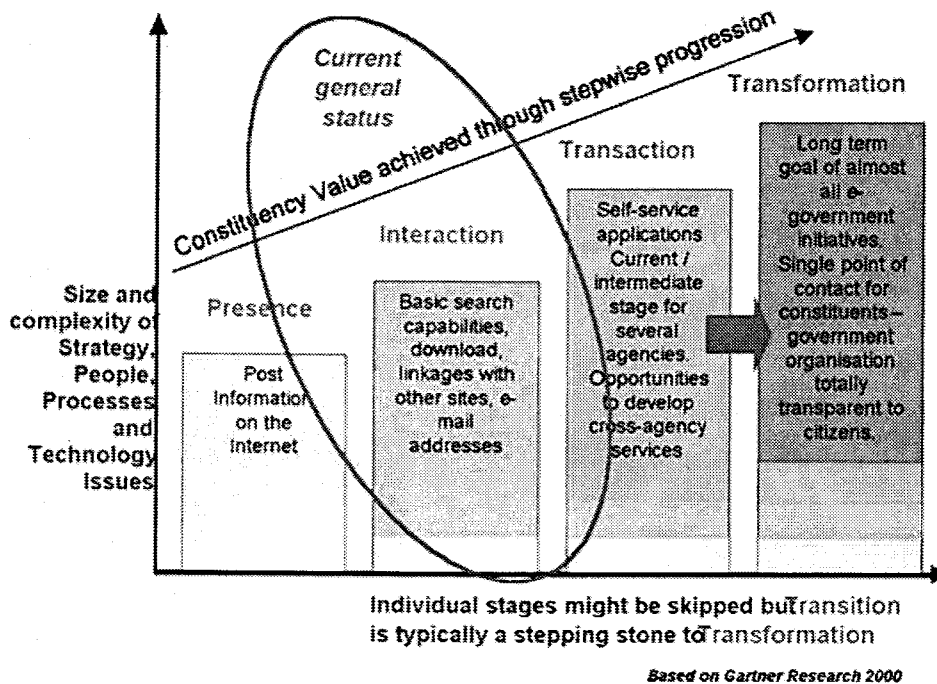 Current
general
status
Constituency Value achieved through stepwise progression
Transformation
Long term
goal of almost
all e-
government
initiatives.
Single point of
contact for
constituents –
government
organisation
totally
transparent to
citizens.
Transaction
Self-service
applications
Current /
intermediate
stage for
several
agencies.
Opportunities
to develop
cross-agency
services
Interaction
Basic search
capabilities,
download,
linkages with
other sites, e-
mail
addresses
Presence
Post
Information
on the
Internet
Size and
complexity of
Strategy,
People,
Processes
and
Technology
Issues
Individual stages might be skipped but Transition
is typically a stepping stone to Transformation
Based on Gartner Research 2000